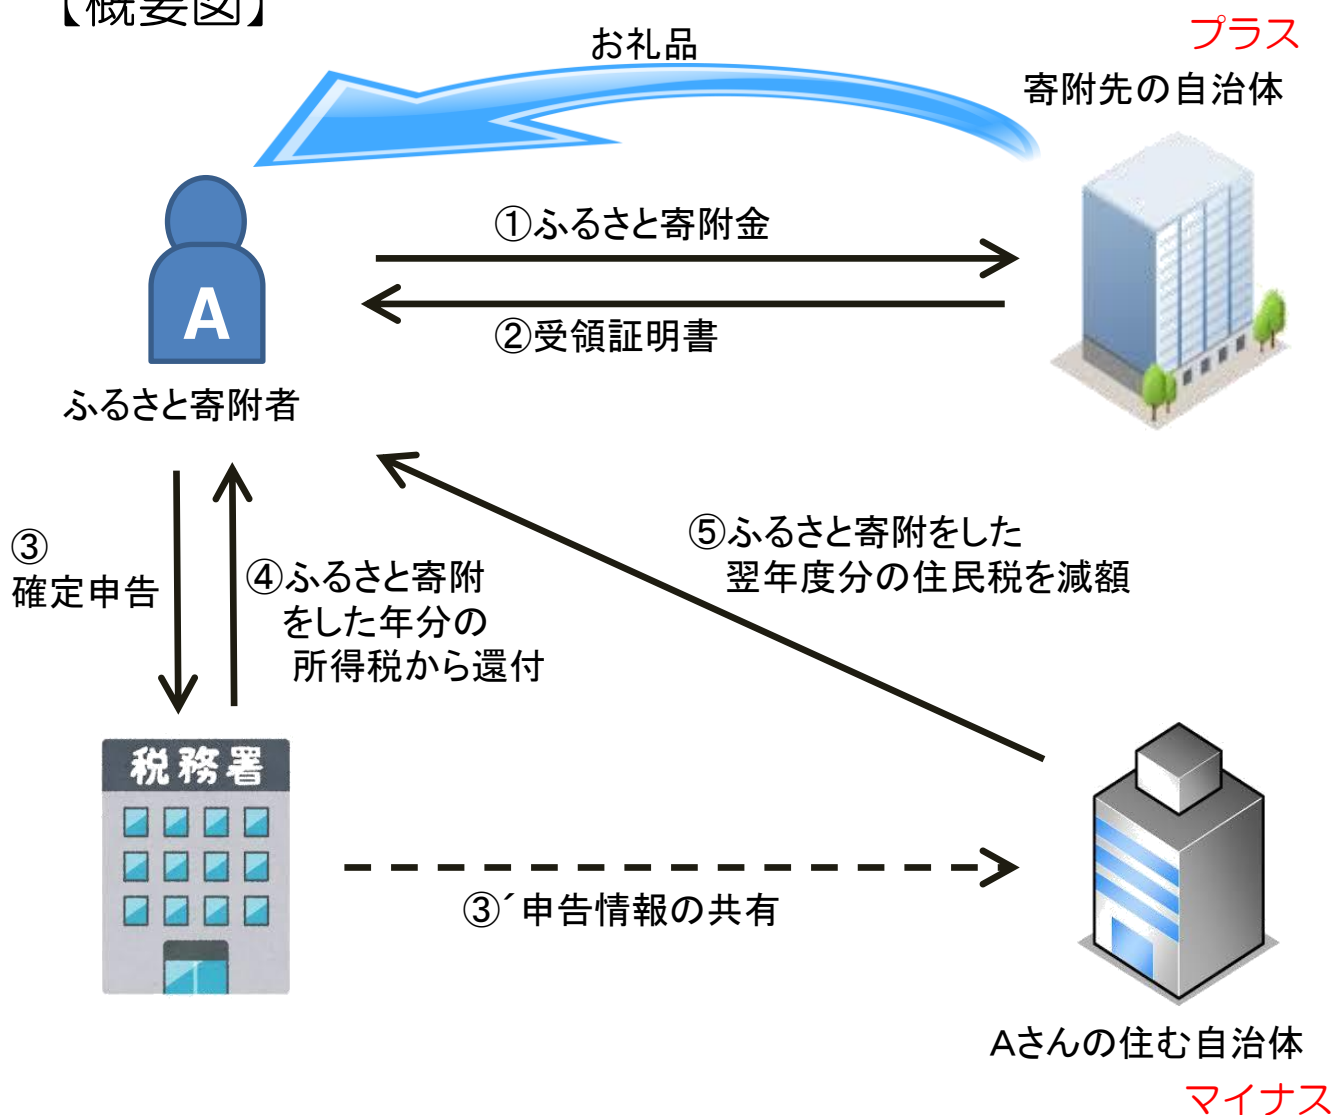 【概要図】
お礼品
プラス
寄附先の自治体
①ふるさと寄附金
②受領証明書
A
ふるさと寄附者
③
確定申告
④ふるさと寄附
をした年分の
所得税から還付
⑤ふるさと寄附をした
翌年度分の住民税を減額
税務署
③´申告情報の共有
Aさんの住む自治体
マイナス